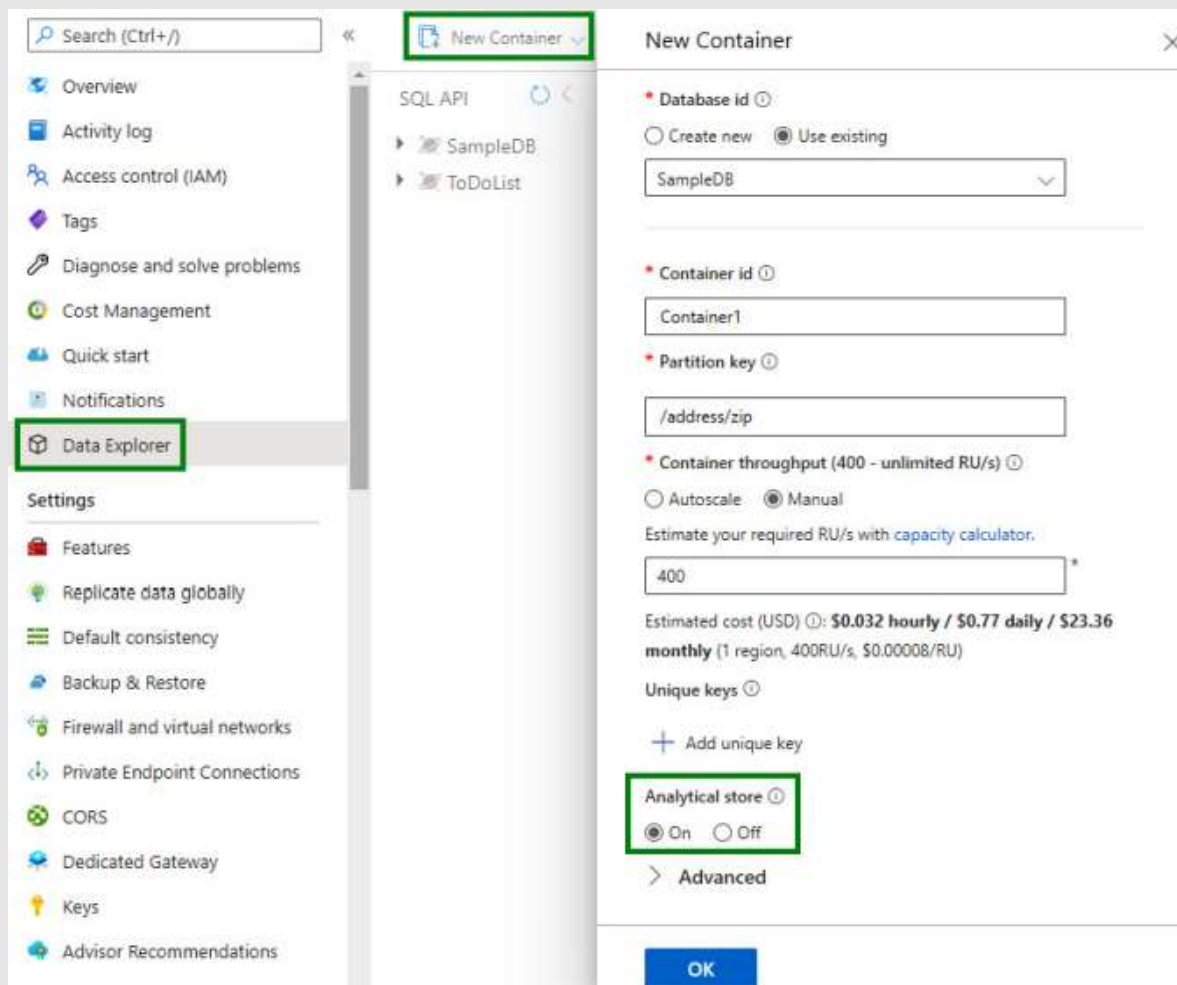 Search (Ctrl+/)
«
Overview
Activity log
Access control (IAM)
Tags
Diagnose and solve problems
Cost Management
Quick start
Notifications
Data Explorer
Settings
Features
Replicate data globally
Default consistency
Backup & Restore
Firewall and virtual networks
Private Endpoint Connections
CORS
Dedicated Gateway
Keys
Advisor Recommendations
New Container
SQL API
SampleDB
ToDoList
New Container
* Database id
Create new Use existing
SampleDB
* Container id
Container1
* Partition key
/address/zip
* Container throughput (400 - unlimited RU/s)
Autoscale Manual
Estimate your required RU/s with capacity calculator.
400 *
Estimated cost (USD) : $0.032 hourly / $0.77 daily / $23.36
monthly (1 region, 400RU/s, $0.00008/RU)
Unique keys
Add unique key
Analytical store
On Off
Advanced
OK